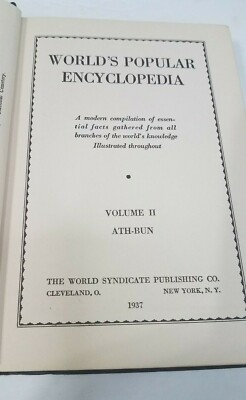 WORLD'S POPULAR
ENCYCLOPEDIA
A modern compilation of essen-
tial facts gathered from all
branches of the world's knowledge
Illustrated throughout
VOLUME II
ATH-BUN
THE WORLD SYNDICATE PUBLISHING CO.
CLEVELAND, O. NEW YORK, N. Y.
1937